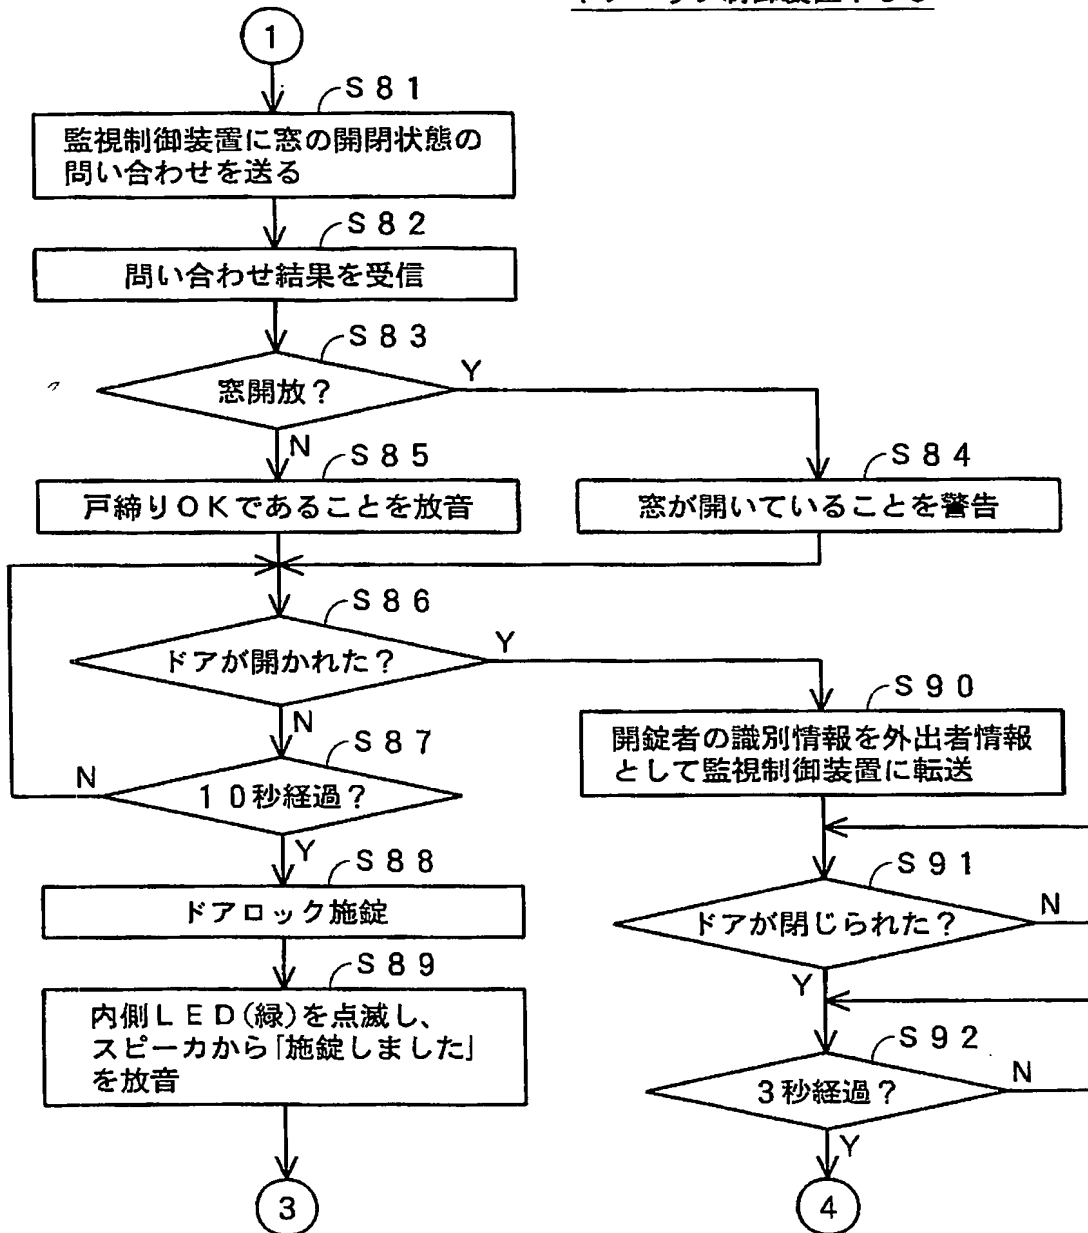 1
S81
監視制御装置に窓の開閉状態の
問い合わせを送る
S82
問い合わせ結果を受信
S83
窓開放?
Y
N
S85
戸締りOKであることを放音
S84
窓が開いていることを警告
S86
ドアが開かれた?
Y
N
S87
10秒経過?
N
Y
S88
ドアロック施錠
S89
内側LED(緑)を点滅し、
スピーカから「施錠しました」
を放音
3
S90
開錠者の識別情報を外出者情報
として監視制御装置に転送
S91
ドアが閉じられた?
N
Y
S92
3秒経過?
N
Y
4